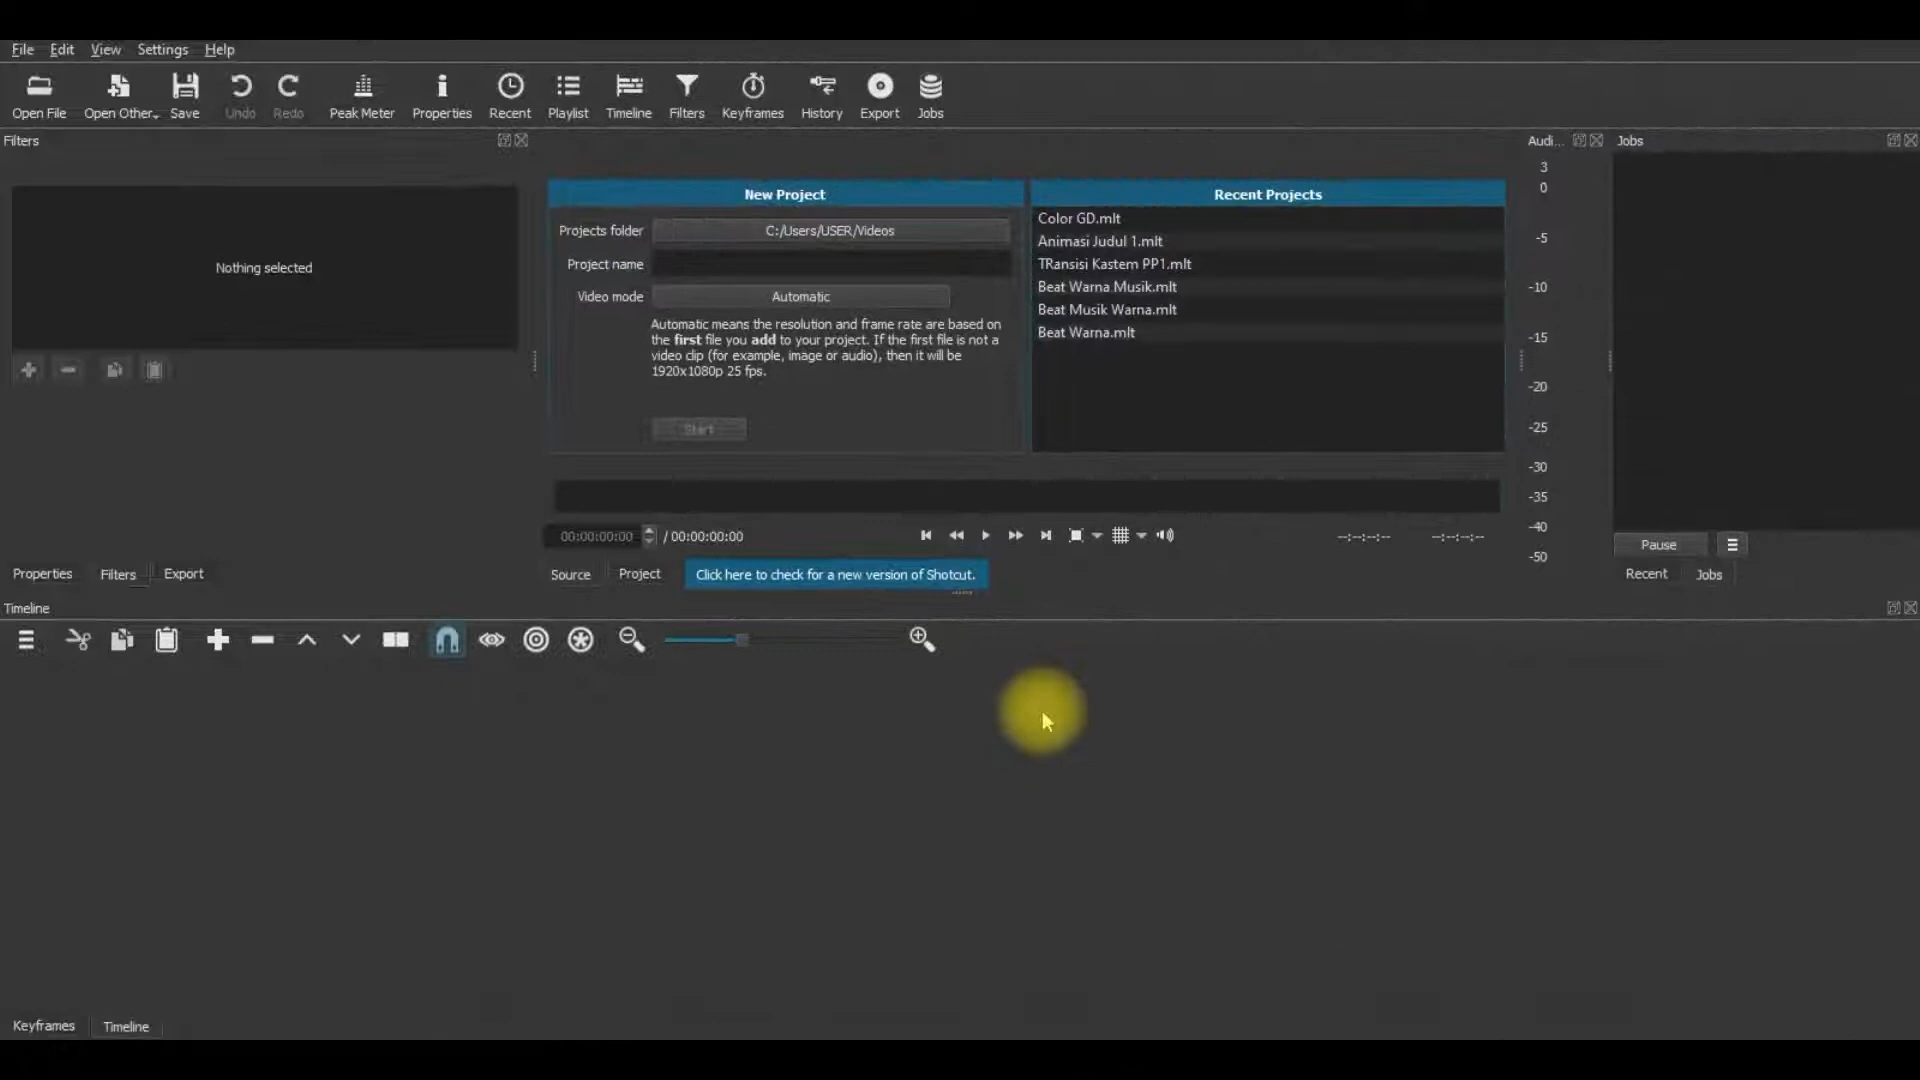 File Edit View Settings Help
Open File Open Other... Save Undo Redo Peak Meter Properties Recent Playlist Timeline Filters Keyframes History Export Jobs
Filters
Nothing selected
Properties Filters Export
New Project
Projects folder C:/Users/USER/Videos
Project name
Video mode Automatic
Automatic means the resolution and frame rate are based on
the first file you add to your project. If the first file is not a
video clip (for example, image or audio), then it will be
1920x1080p 25 fps.
Start
Recent Projects
Color GD.mlt
Animasi Judul 1.mlt
TRansisi Kastem PP1.mlt
Beat Warna Musik.mlt
Beat Musik Warna.mlt
Beat Warna.mlt
00:00:00:00 / 00:00:00:00 --:--:--:-- --:--:--:--
Source Project Click here to check for a new version of Shotcut.
Audi...
3
0
-5
-10
-15
-20
-25
-30
-35
-40
-50
Jobs
Pause
Recent Jobs
Timeline
Keyframes Timeline